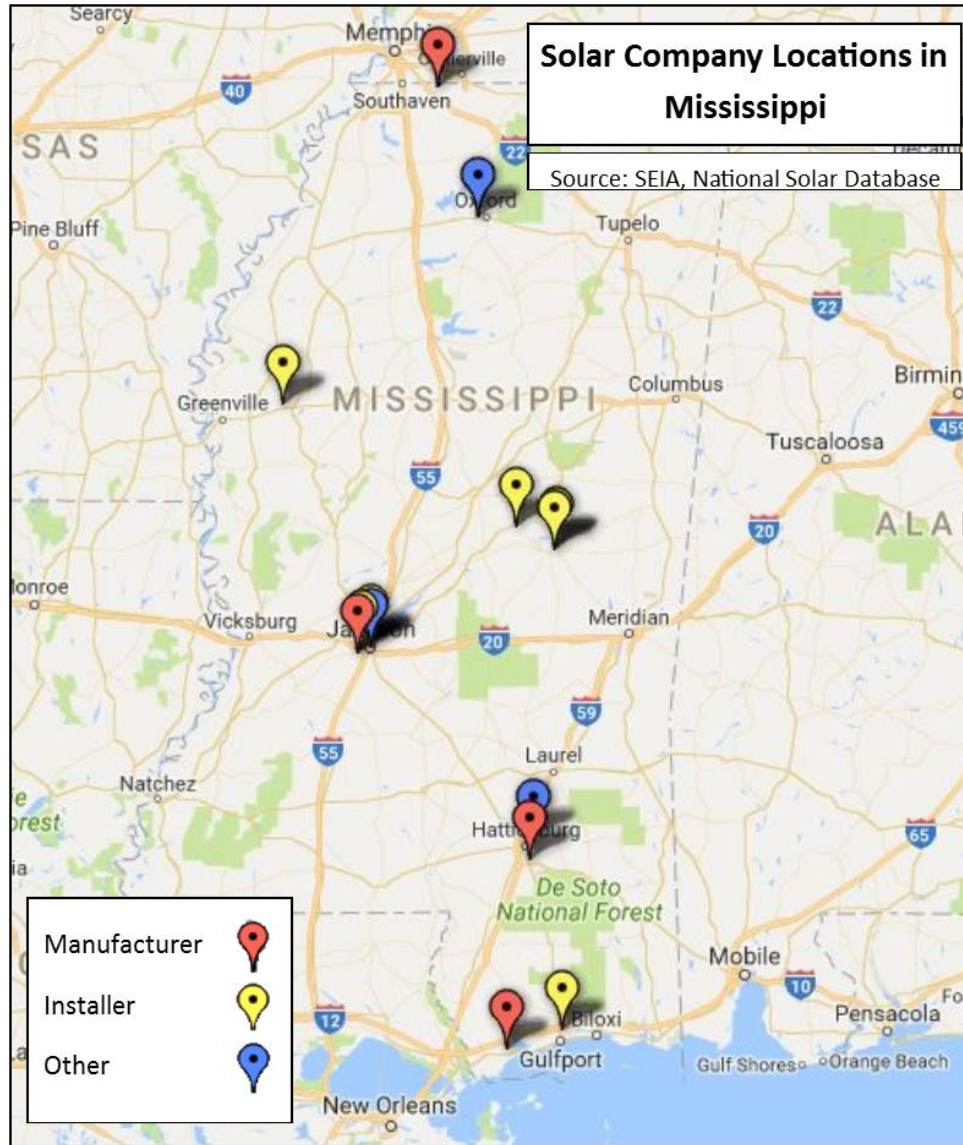 Searcy
Memphis
Solar Company Locations in
Mississippi
40
Southaven
SAS
22
Source: SEIA, National Solar Database
Oxford
Pine Bluff
Tupelo
22
Columbus
Birmin
MISSISSIPPI
Greenville
459
Tuscaloosa
55
20
ALA
Monroe
Vicksburg
Meridian
20
59
55
Laurel
Natchez
orest
65
De Soto
National Forest
Manufacturer
Mobile
10
Installer
12
Biloxi
Pensacola
Gulfport
Gulf Shores
Orange Beach
Other
New Orleans